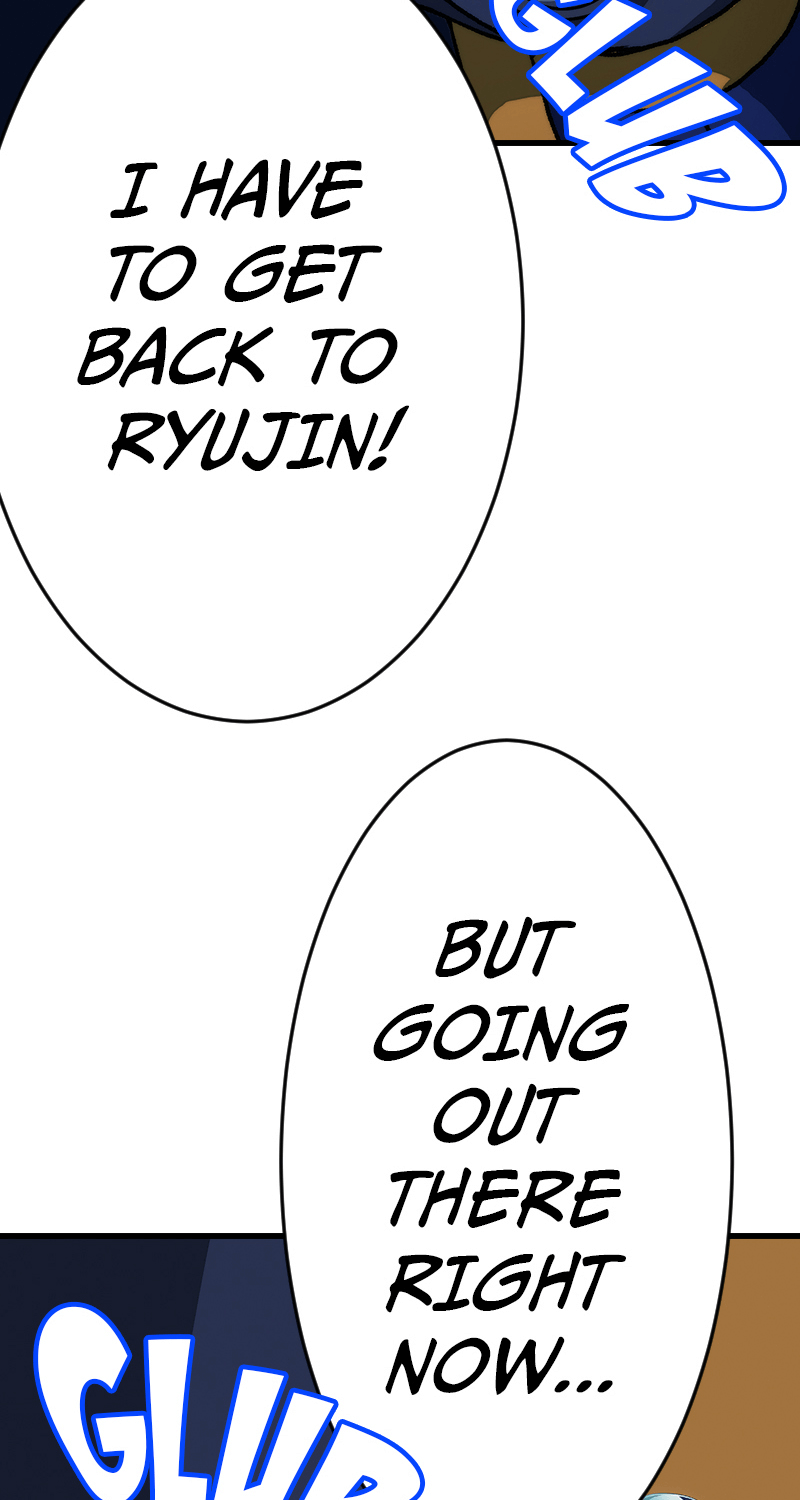 GLUB
I HAVE
TO GET
BACK TO
RYUJIN!
BUT
GOING
OUT
THERE
RIGHT
NOW...
GLUB